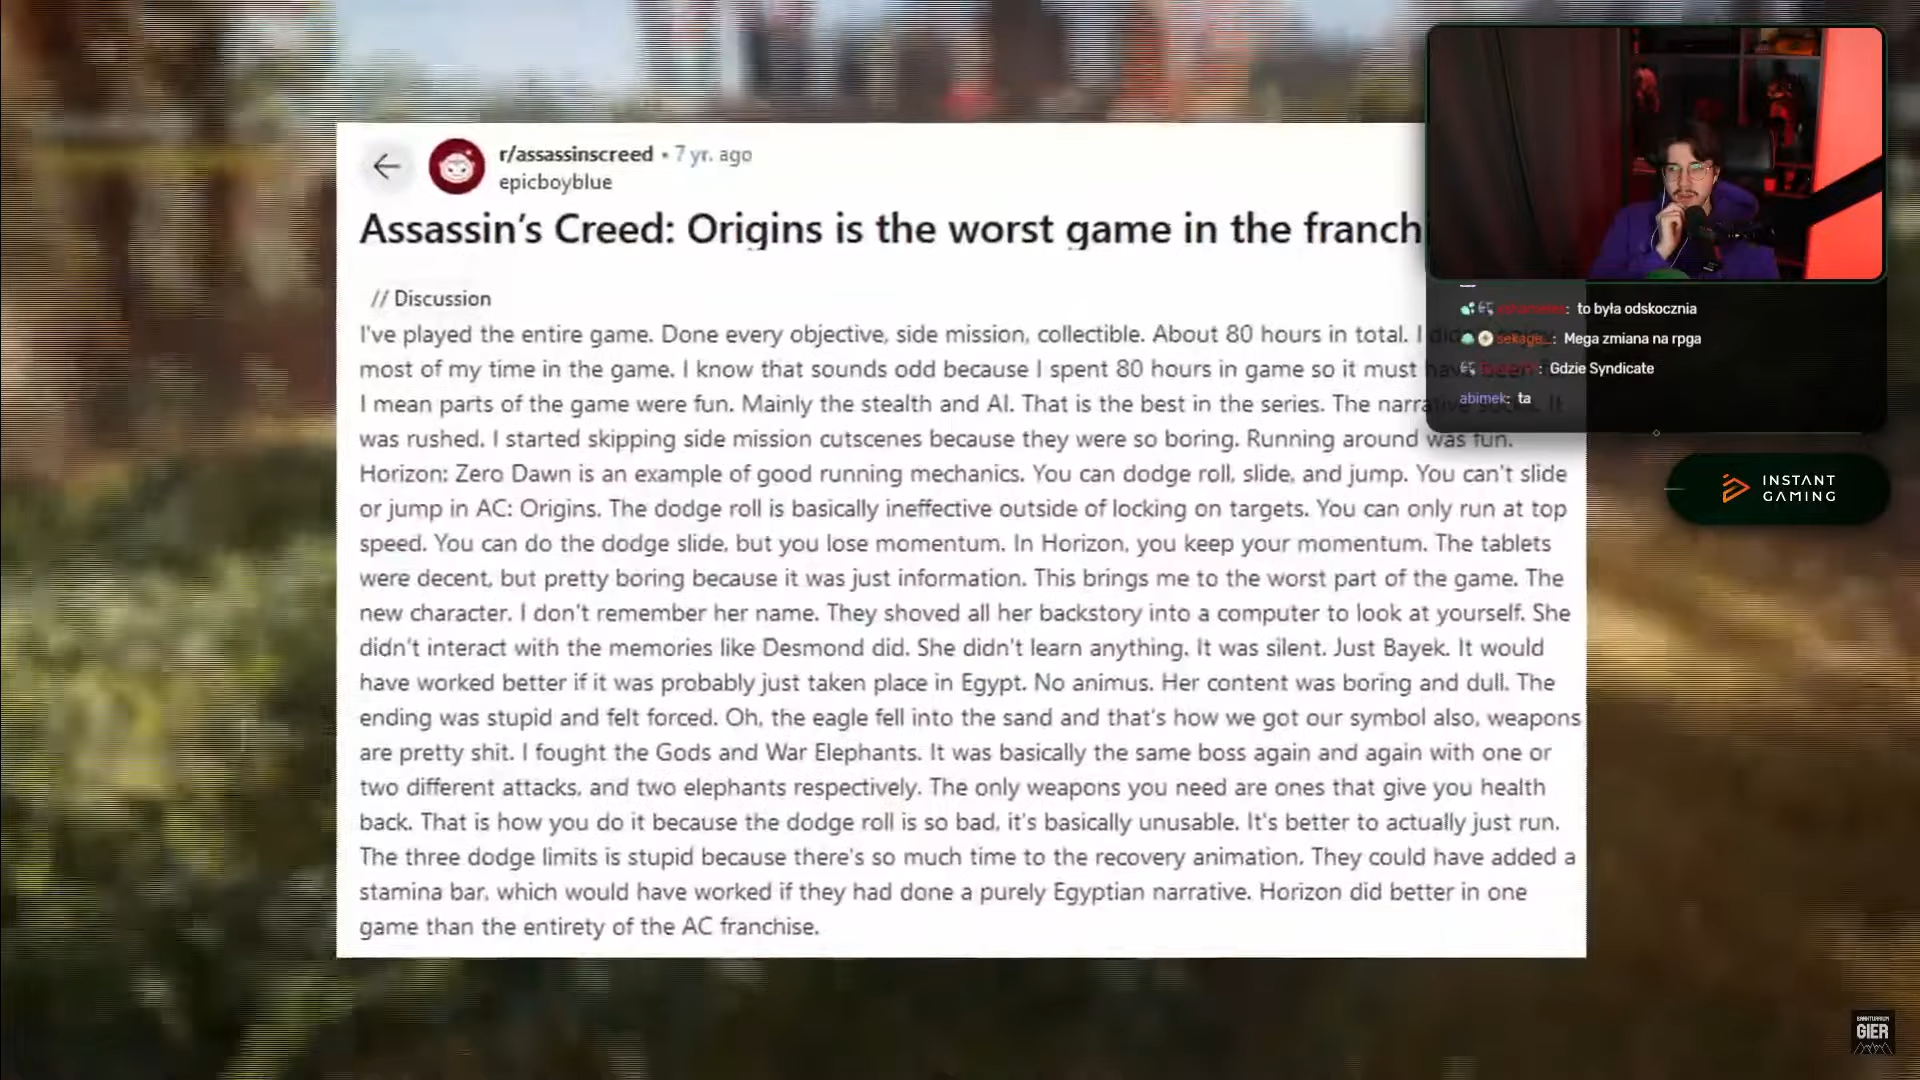 r/assassinscreed • 7 yr. ago
epicboyblue
Assassin's Creed: Origins is the worst game in the franchi
// Discussion
I've played the entire game. Done every objective, side mission, collectible. About 80 hours in total. I
most of my time in the game. I know that sounds odd because I spent 80 hours in game so it must
I mean parts of the game were fun. Mainly the stealth and AI. That is the best in the series. The narrative
was rushed. I started skipping side mission cutscenes because they were so boring. Running around was fun.
Horizon: Zero Dawn is an example of good running mechanics. You can dodge roll, slide, and jump. You can't slide
or jump in AC: Origins. The dodge roll is basically ineffective outside of locking on targets. You can only run at top
speed. You can do the dodge slide, but you lose momentum. In Horizon, you keep your momentum. The tablets
were decent, but pretty boring because it was just information. This brings me to the worst part of the game. The
new character. I don't remember her name. They shoved all her backstory into a computer to look at yourself. She
didn't interact with the memories like Desmond did. She didn't learn anything. It was silent. Just Bayek. It would
have worked better if it was probably just taken place in Egypt. No animus. Her content was boring and dull. The
ending was stupid and felt forced. Oh, the eagle fell into the sand and that's how we got our symbol also, weapons
are pretty shit. I fought the Gods and War Elephants. It was basically the same boss again and again with one or
two different attacks, and two elephants respectively. The only weapons you need are ones that give you health
back. That is how you do it because the dodge roll is so bad, it's basically unusable. It's better to actually just run.
The three dodge limits is stupid because there's so much time to the recovery animation. They could have added a
stamina bar, which would have worked if they had done a purely Egyptian narrative. Horizon did better in one
game than the entirety of the AC franchise.
: to była odskocznia
sekage_: Mega zmiana na rpga
: Gdzie Syndicate
abimek: ta
INSTANT
GAMING
GIER